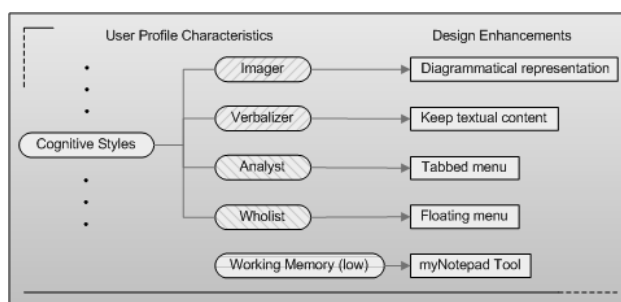 User Profile Characteristics Design Enhancements
Imager Diagrammatical representation
Verbalizer Keep textual content
Cognitive Styles
Analyst Tabbed menu
Wholist Floating menu
Working Memory (low) myNotepad Tool